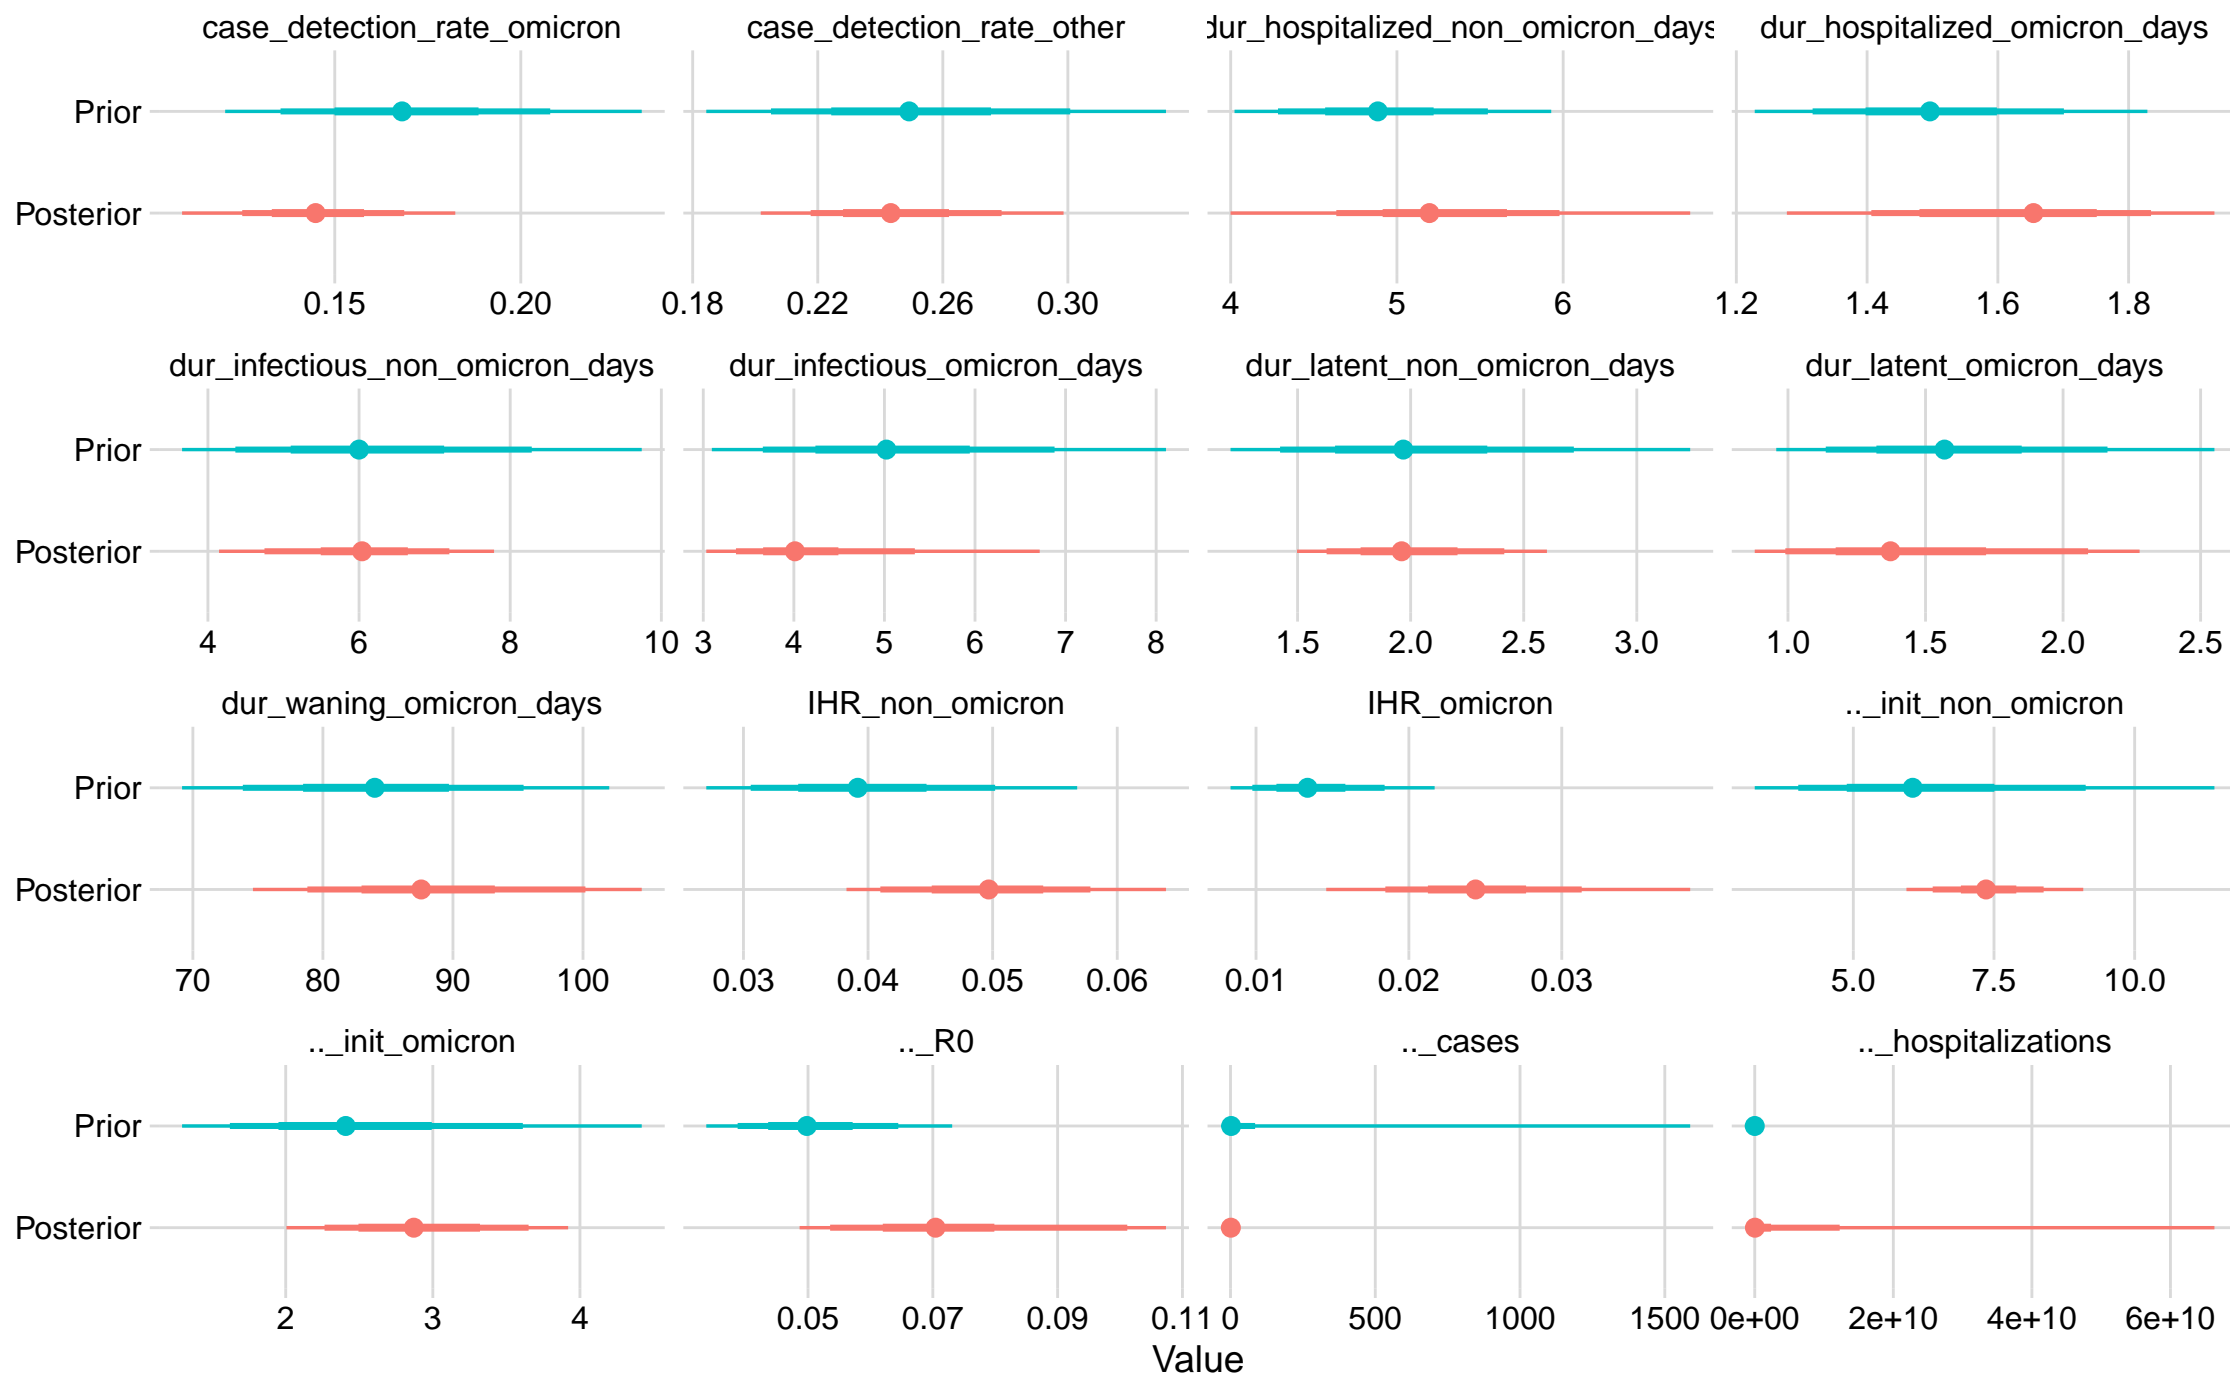 case_detection_rate_omicron case_detection_rate_other dur_hospitalized_non_omicron_days dur_hospitalized_omicron_days
Prior
Posterior
0.15 0.20 0.18 0.22 0.26 0.30 4 5 6 1.2 1.4 1.6 1.8
dur_infectious_non_omicron_days dur_infectious_omicron_days dur_latent_non_omicron_days dur_latent_omicron_days
Prior
Posterior
4 6 8 10 3 4 5 6 7 8 1.5 2.0 2.5 3.0 1.0 1.5 2.0 2.5
dur_waning_omicron_days IHR_non_omicron IHR_omicron .._init_non_omicron
Prior
Posterior
70 80 90 100 0.03 0.04 0.05 0.06 0.01 0.02 0.03 5.0 7.5 10.0
.._init_omicron .._R0 .._cases .._hospitalizations
Prior
Posterior
2 3 4 0.05 0.07 0.09 0.11 0 500 1000 1500 0e+00 2e+10 4e+10 6e+10
Value